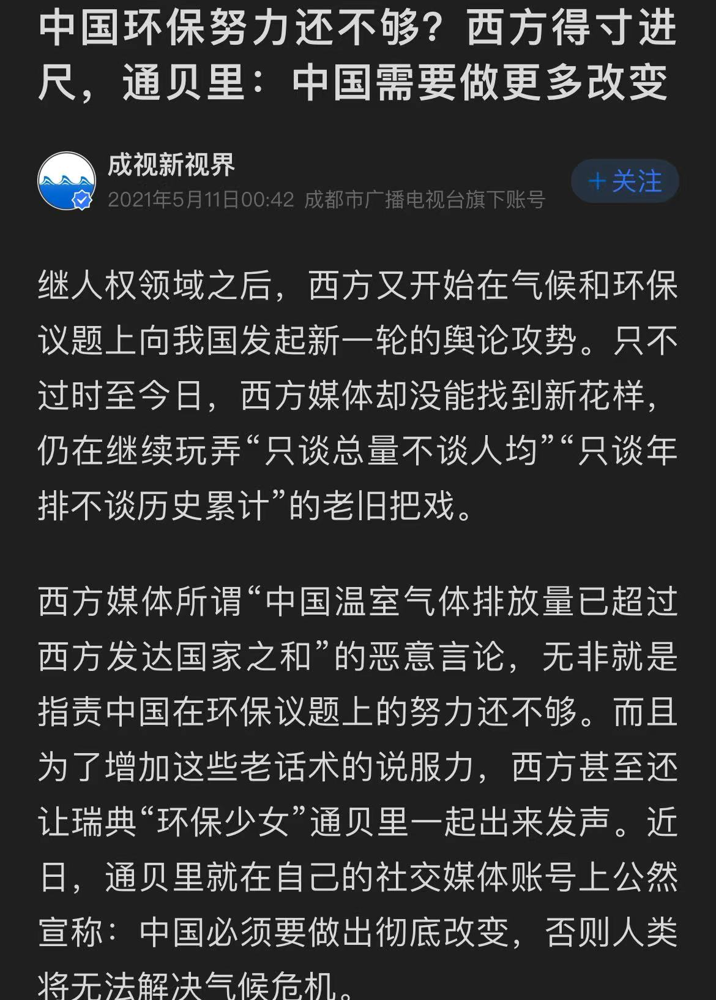 中国环保努力还不够？西方得寸进
尺，通贝里：中国需要做更多改变
成视新视界
2021年5月11日00:42 成都市广播电视台旗下账号
+关注
继人权领域之后，西方又开始在气候和环保
议题上向我国发起新一轮的舆论攻势。只不
过时至今日，西方媒体却没能找到新花样，
仍在继续玩弄“只谈总量不谈人均”“只谈年
排不谈历史累计”的老旧把戏。
西方媒体所谓“中国温室气体排放量已超过
西方发达国家之和”的恶意言论，无非就是
指责中国在环保议题上的努力还不够。而且
为了增加这些老话术的说服力，西方甚至还
让瑞典“环保少女”通贝里一起出来发声。近
日，通贝里就在自己的社交媒体账号上公然
宣称：中国必须要做出彻底改变，否则人类
将无法解决气候危机。